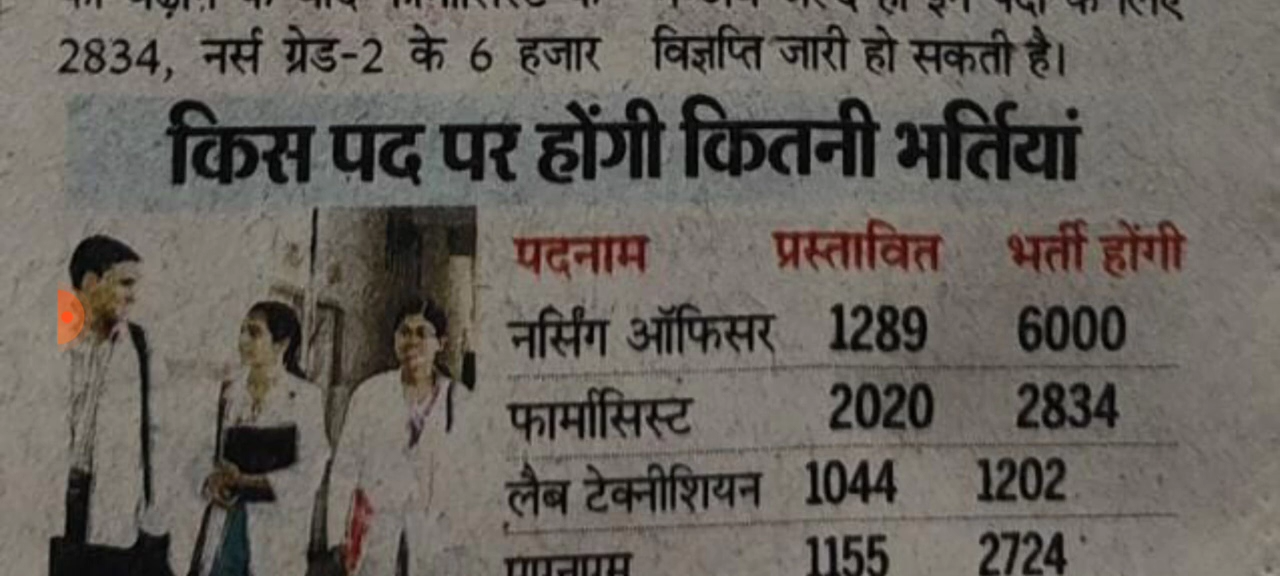 2834, नर्स ग्रेड-2 के 6 हजार
विज्ञप्ति जारी हो सकती है।
किस पद पर होंगी कितनी भर्तियां
पदनाम प्रस्तावित भर्ती होंगी
नर्सिंग ऑफिसर 1289 6000
फार्मासिस्ट 2020 2834
लैब टेक्नीशियन 1044 1202
1155 2724